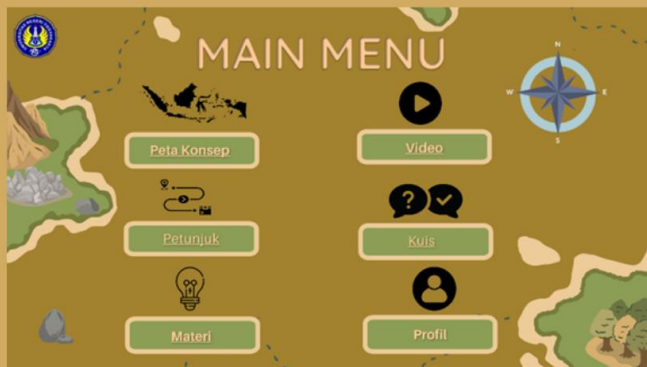 MAIN MENU
N
W E
S
Peta Konsep
Video
Petunjuk
Kuis
Materi
Profil